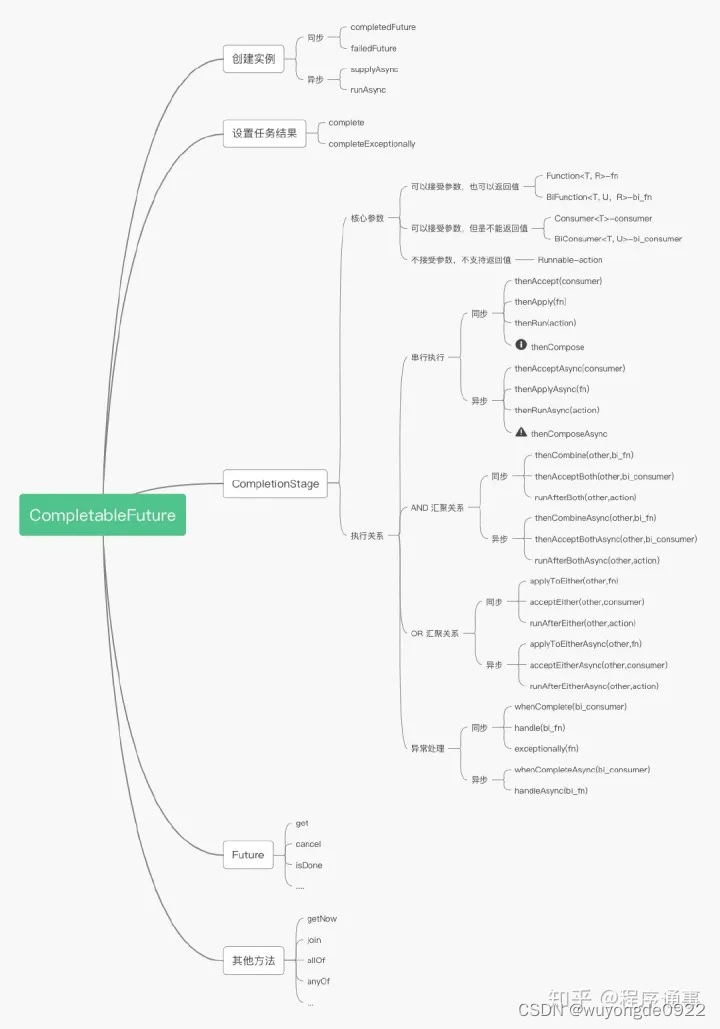 CompletableFuture
创建实例
同步
completedFuture
failedFuture
异步
supplyAsync
runAsync
设置任务结果
complete
completeExceptionally
CompletionStage
核心参数
可以接受参数，也可以返回值
Function<T, R>-fn
BiFunction<T, U，R>-bi_fn
可以接受参数，但是不能返回值
Consumer<T>-consumer
BiConsumer<T, U>-bi_consumer
不接受参数，不支持返回值
Runnable-action
执行关系
串行执行
同步
thenAccept(consumer)
thenApply(fn)
thenRun(action)
thenCompose
异步
thenAcceptAsync(consumer)
thenApplyAsync(fn)
thenRunAsync(action)
thenComposeAsync
AND 汇聚关系
同步
thenCombine(other,bi_fn)
thenAcceptBoth(other,bi_consumer)
runAfterBoth(other,action)
异步
thenCombineAsync(other,bi_fn)
thenAcceptBothAsync(other,bi_consumer)
runAfterBothAsync(other,action)
OR 汇聚关系
同步
applyToEither(other,fn)
acceptEither(other,consumer)
runAfterEither(other,action)
异步
applyToEitherAsync(other,fn)
acceptEitherAsync(other,consumer)
runAfterEitherAsync(other,action)
异常处理
同步
whenComplete(bi_consumer)
handle(bi_fn)
exceptionally(fn)
异步
whenCompleteAsync(bi_consumer)
handleAsync(bi_fn)
Future
get
cancel
isDone
....
其他方法
getNow
join
allOf
anyOf
...
知乎 @程序通事
CSDN @wuyongde0922